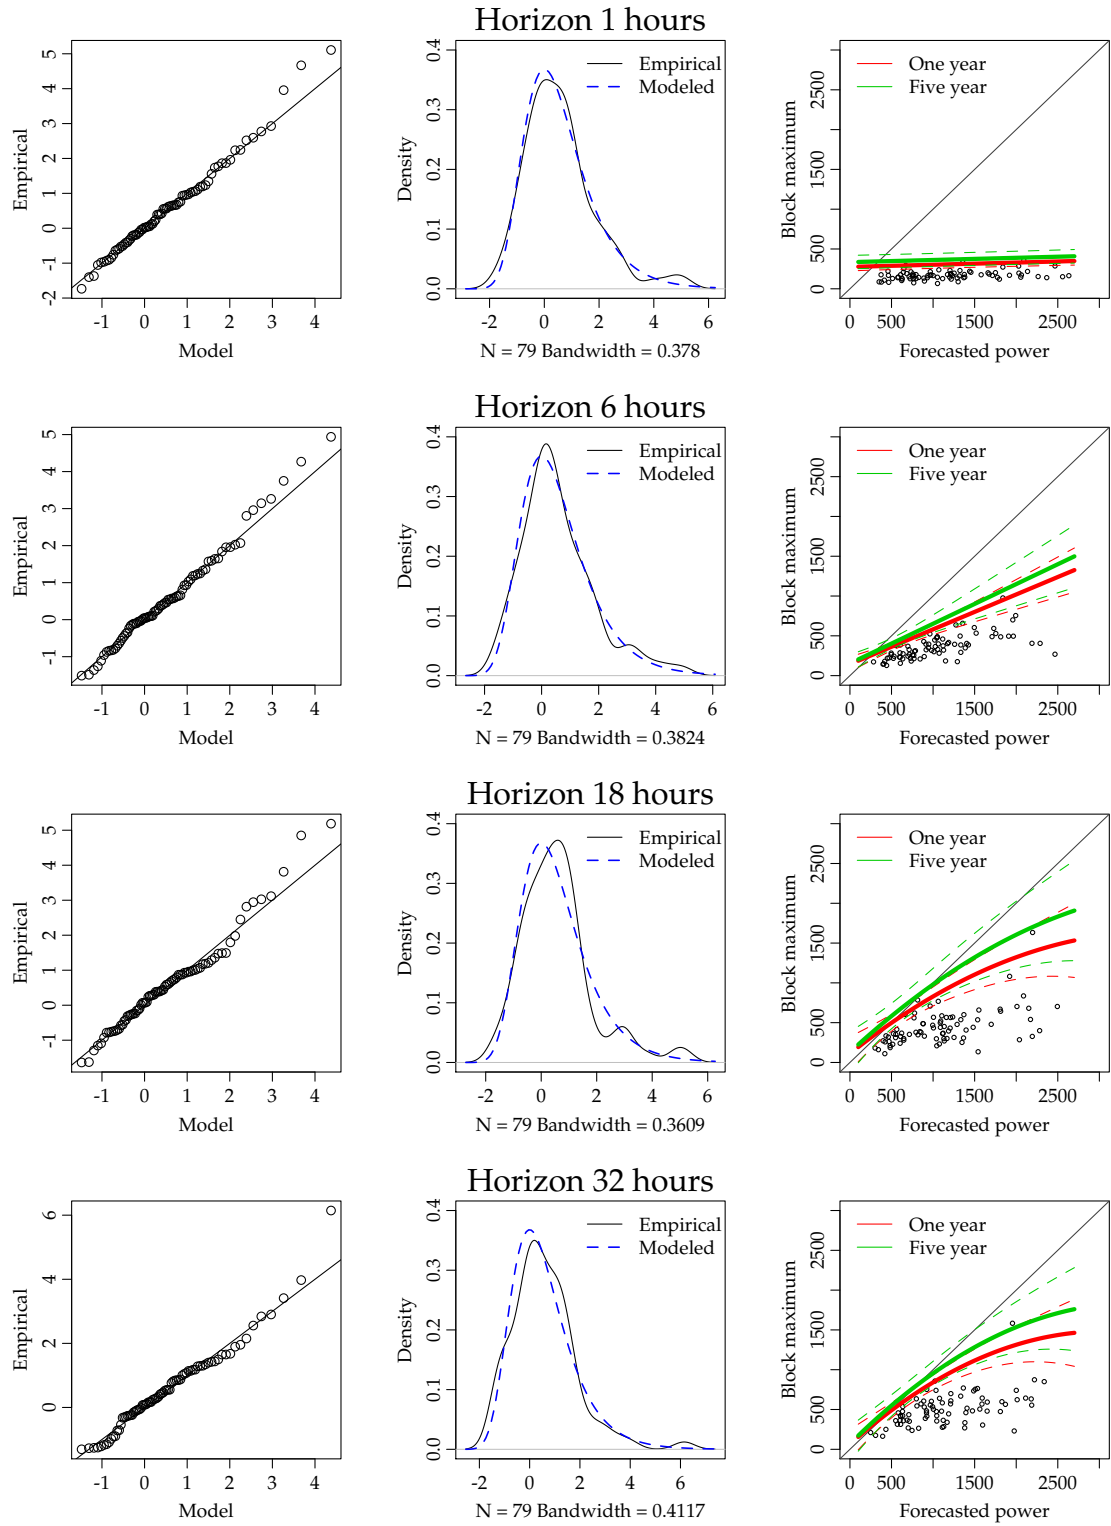 Horizon 1 hours
Empirical
-2 -1 0 1 2 3 4 5
-1 0 1 2 3 4
Model
Density
0.0 0.1 0.2 0.3 0.4
Empirical
Modeled
-2 0 2 4 6
N = 79 Bandwidth = 0.378
Block maximum
0 500 1500 2500
One year
Five year
0 500 1500 2500
Forecasted power
Horizon 6 hours
Empirical
-1 0 1 2 3 4 5
-1 0 1 2 3 4
Model
Density
0.0 0.1 0.2 0.3 0.4
Empirical
Modeled
-2 0 2 4 6
N = 79 Bandwidth = 0.3824
Block maximum
0 500 1500 2500
One year
Five year
0 500 1500 2500
Forecasted power
Horizon 18 hours
Empirical
-1 0 1 2 3 4 5
-1 0 1 2 3 4
Model
Density
0.0 0.1 0.2 0.3 0.4
Empirical
Modeled
-2 0 2 4 6
N = 79 Bandwidth = 0.3609
Block maximum
0 500 1500 2500
One year
Five year
0 500 1500 2500
Forecasted power
Horizon 32 hours
Empirical
0 2 4 6
-1 0 1 2 3 4
Model
Density
0.0 0.1 0.2 0.3 0.4
Empirical
Modeled
-2 0 2 4 6
N = 79 Bandwidth = 0.4117
Block maximum
0 500 1500 2500
One year
Five year
0 500 1500 2500
Forecasted power